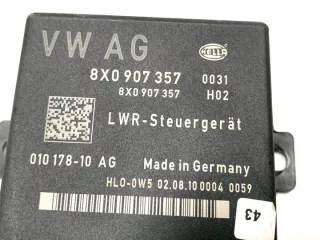 VW AG HELLA
8X0 907 357 0031
8X0 907 357 H02
LWR-Steuergerät
010 178-10 AG Made in Germany
HLO-0W5 02.08.10 0004 0059
43